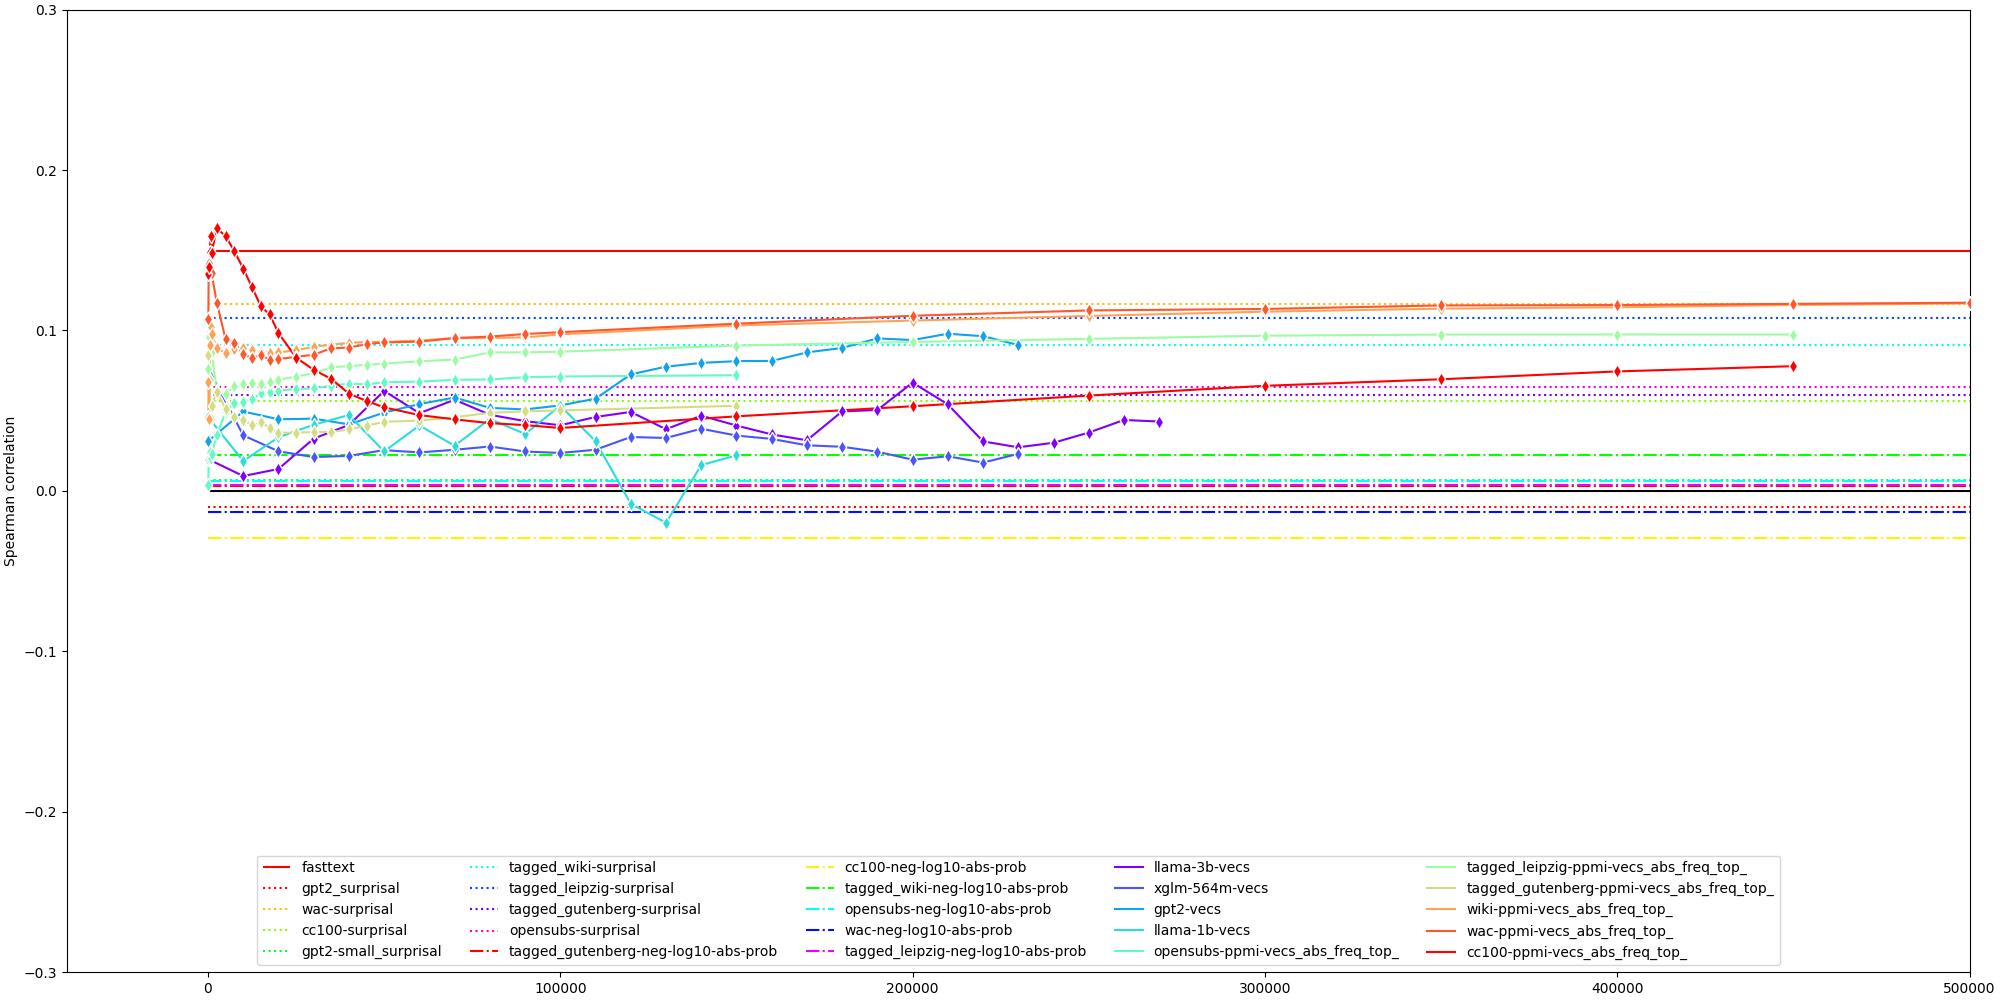 0.3
0.2
0.1
0.0
−0.1
−0.2
−0.3
Spearman correlation
fasttext
gpt2_surprisal
wac-surprisal
cc100-surprisal
gpt2-small_surprisal
tagged_wiki-surprisal
tagged_leipzig-surprisal
tagged_gutenberg-surprisal
opensubs-surprisal
tagged_gutenberg-neg-log10-abs-prob
cc100-neg-log10-abs-prob
tagged_wiki-neg-log10-abs-prob
opensubs-neg-log10-abs-prob
wac-neg-log10-abs-prob
tagged_leipzig-neg-log10-abs-prob
llama-3b-vecs
xglm-564m-vecs
gpt2-vecs
llama-1b-vecs
opensubs-ppmi-vecs_abs_freq_top_
tagged_leipzig-ppmi-vecs_abs_freq_top_
tagged_gutenberg-ppmi-vecs_abs_freq_top_
wiki-ppmi-vecs_abs_freq_top_
wac-ppmi-vecs_abs_freq_top_
cc100-ppmi-vecs_abs_freq_top_
0 100000 200000 300000 400000 500000